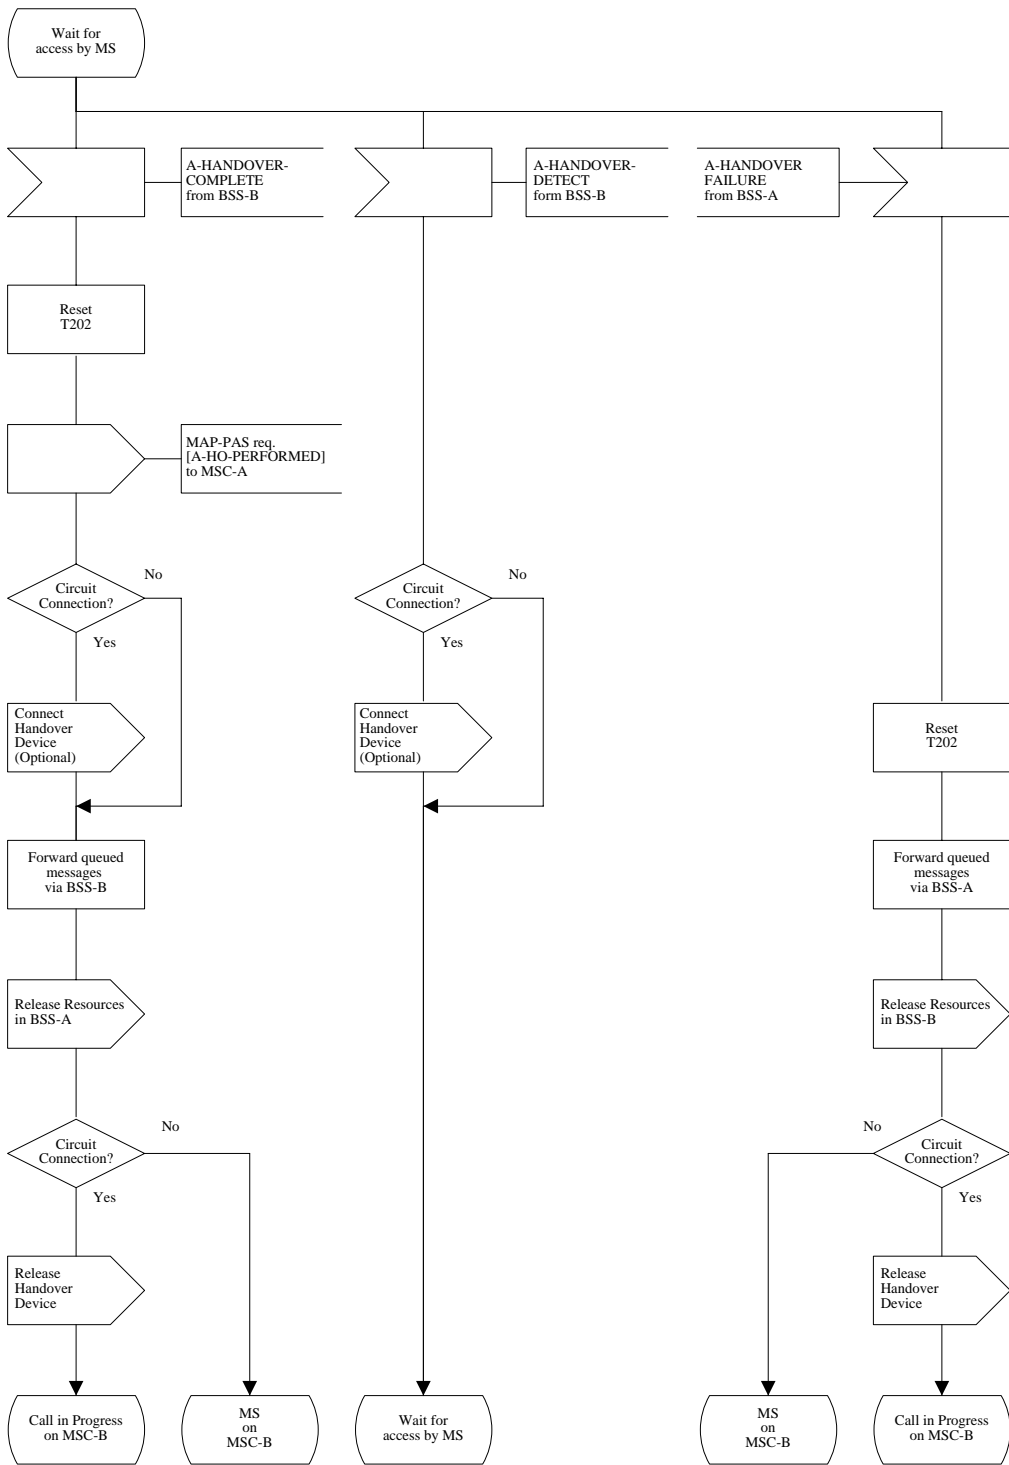 Wait for
access by MS
A-HANDOVER-
COMPLETE
from BSS-B
A-HANDOVER-
DETECT
form BSS-B
A-HANDOVER
FAILURE
from BSS-A
Reset
T202
MAP-PAS req.
[A-HO-PERFORMED]
to MSC-A
Circuit
Connection?
No
Yes
Circuit
Connection?
No
Yes
Connect
Handover
Device
(Optional)
Connect
Handover
Device
(Optional)
Reset
T202
Forward queued
messages
via BSS-B
Forward queued
messages
via BSS-A
Release Resources
in BSS-A
Release Resources
in BSS-B
Circuit
Connection?
No
Yes
No
Circuit
Connection?
Yes
Release
Handover
Device
Release
Handover
Device
Call in Progress
on MSC-B
MS
on
MSC-B
Wait for
access by MS
MS
on
MSC-B
Call in Progress
on MSC-B